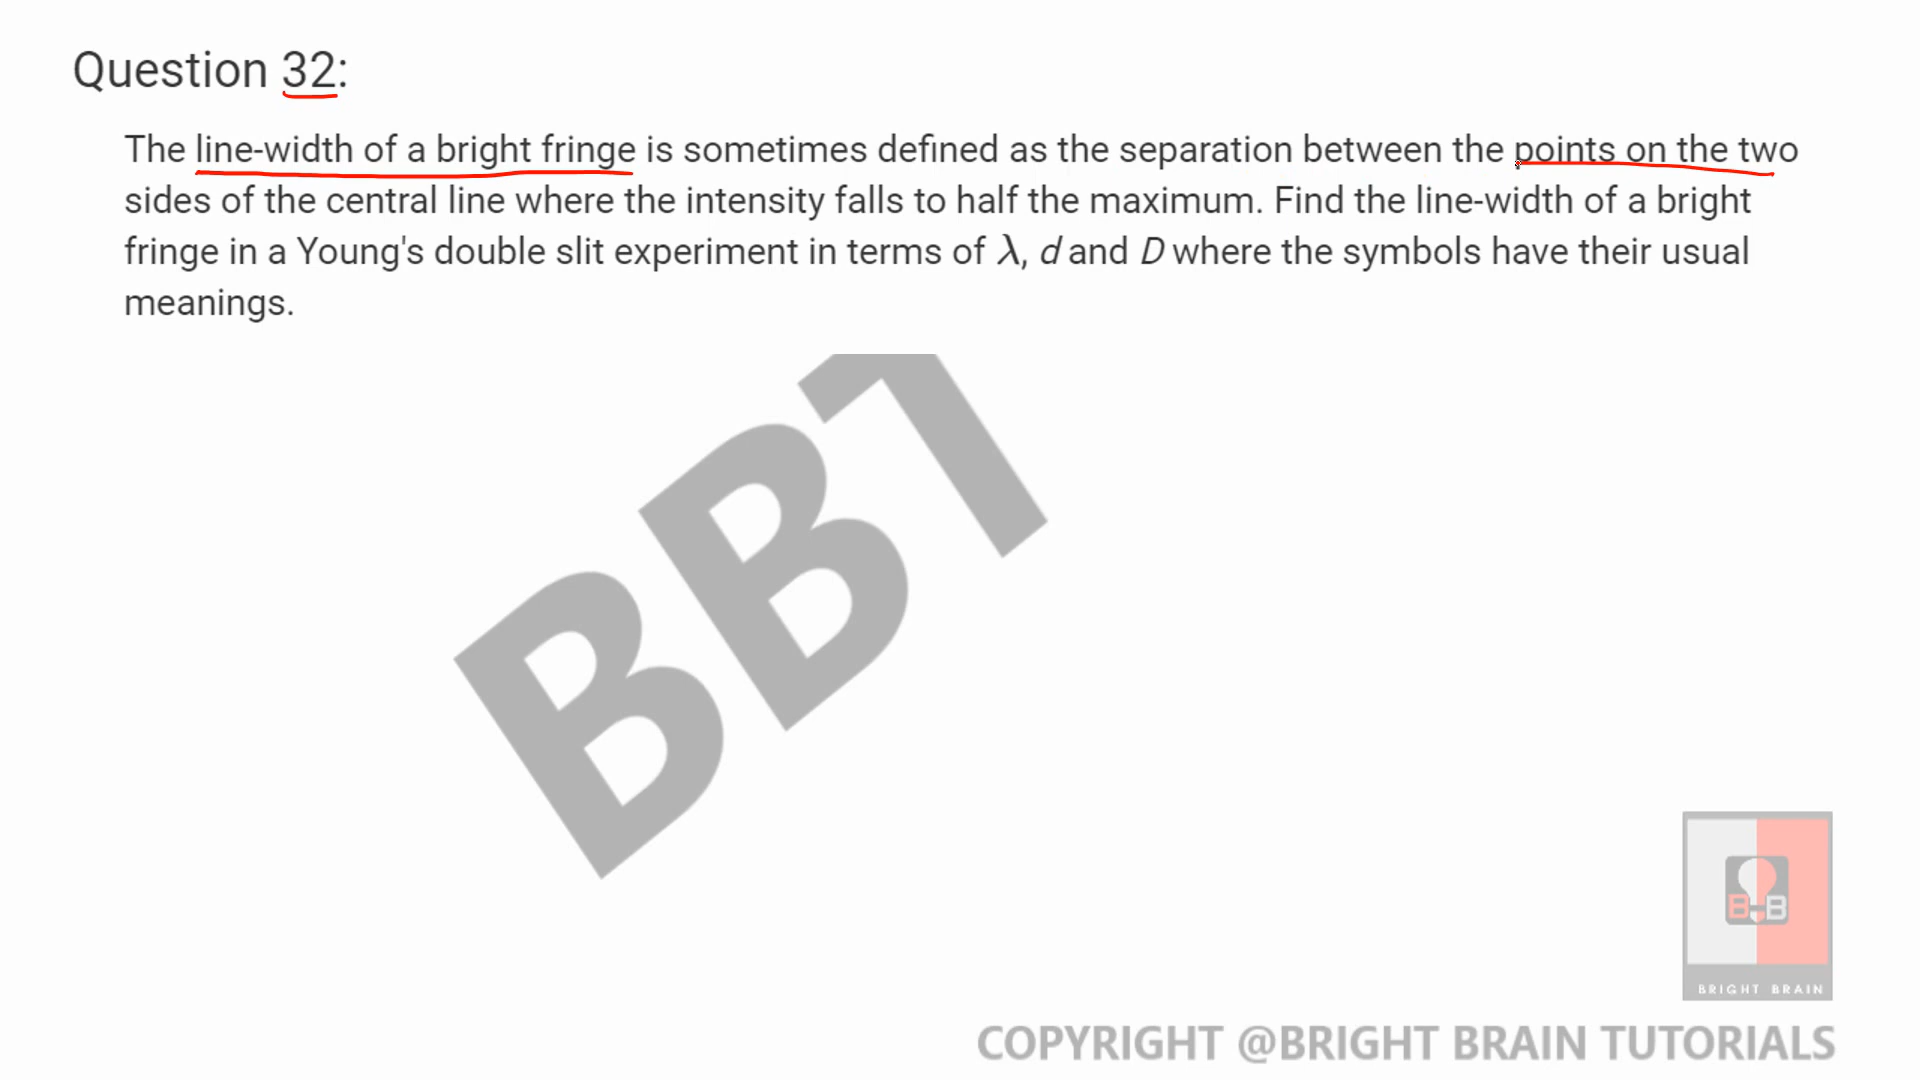 Question 32:
The line-width of a bright fringe is sometimes defined as the separation between the points on the two
sides of the central line where the intensity falls to half the maximum. Find the line-width of a bright
fringe in a Young's double slit experiment in terms of λ, d and D where the symbols have their usual
meanings.
BBT
B B
BRIGHT BRAIN
COPYRIGHT @BRIGHT BRAIN TUTORIALS